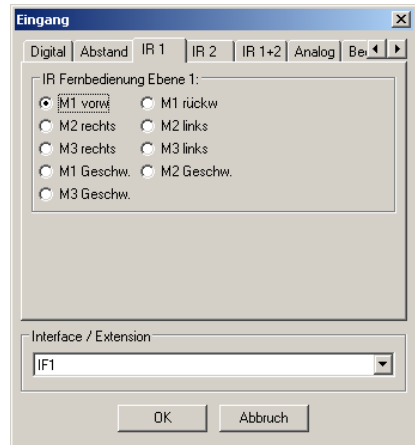 Eingang
Digital Abstand IR 1 IR 2 IR 1+2 Analog
IR Fernbedienung Ebene 1:
M1 vorw M1 rückw
M2 rechts M2 links
M3 rechts M3 links
M1 Geschw. M2 Geschw.
M3 Geschw.
Interface / Extension
IF1
OK Abbruch